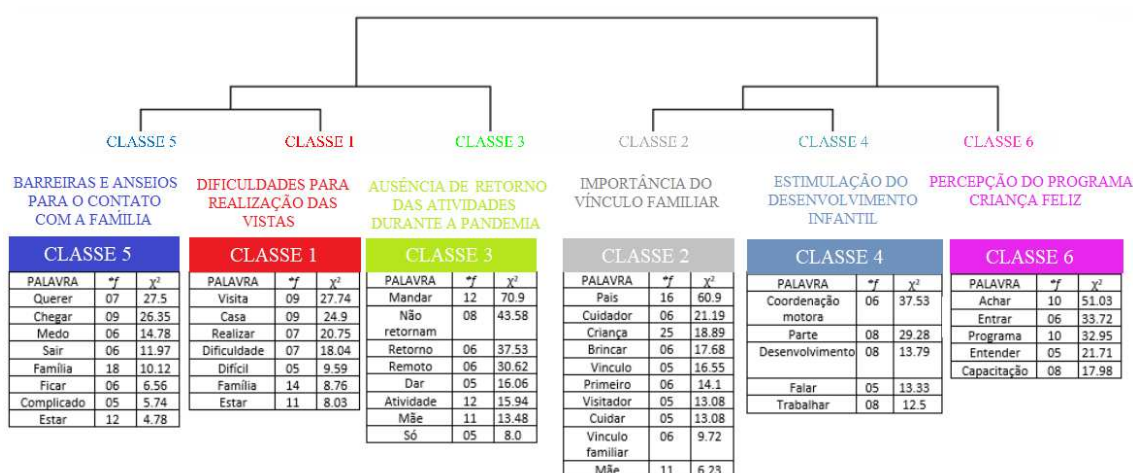 CLASSE 5
CLASSE 1
CLASSE 3
CLASSE 2
CLASSE 4
CLASSE 6
BARREIRAS E ANSEIOS
PARA O CONTATO
COM A FAMÍLIA
DIFICULDADES PARA
REALIZAÇÃO DAS
VISTAS
AUSÊNCIA DE RETORNO
DAS ATIVIDADES
DURANTE A PANDEMIA
IMPORTÂNCIA DO
VÍNCULO FAMILIAR
ESTIMULAÇÃO DO
DESENVOLVIMENTO
INFANTIL
PERCEPÇÃO DO PROGRAMA
CRIANÇA FELIZ
CLASSE 5
PALAVRA *f χ²
Querer 07 27.5
Chegar 09 26.35
Medo 06 14.78
Sair 06 11.97
Família 18 10.12
Ficar 06 6.56
Complicado 05 5.74
Estar 12 4.78
CLASSE 1
PALAVRA *f χ²
Visita 09 27.74
Casa 09 24.9
Realizar 07 20.75
Dificuldade 07 18.04
Difícil 05 9.59
Família 14 8.76
Estar 11 8.03
CLASSE 3
PALAVRA *f χ²
Mandar 12 70.9
Não 08 43.58
retornam
Retorno 06 37.53
Remoto 06 30.62
Dar 05 16.06
Atividade 12 15.94
Mãe 11 13.48
Só 05 8.0
CLASSE 2
PALAVRA *f χ²
Pais 16 60.9
Cuidador 06 21.19
Criança 25 18.89
Brincar 06 17.68
Vinculo 05 16.55
Primeiro 06 14.1
Visitador 05 13.08
Cuidar 05 13.08
Vinculo 06 9.72
familiar
Mãe 11 6.23
CLASSE 4
PALAVRA *f χ²
Coordenação 06 37.53
motora
Parte 08 29.28
Desenvolvimento 08 13.79
Falar 05 13.33
Trabalhar 08 12.5
CLASSE 6
PALAVRA *f χ²
Achar 10 51.03
Entrar 06 33.72
Programa 10 32.95
Entender 05 21.71
Capacitação 08 17.98